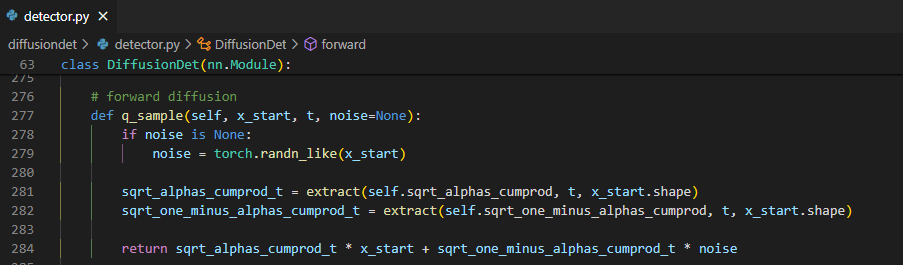 detector.py ×
diffusiondet > detector.py > DiffusionDet > forward
63 class DiffusionDet(nn.Module):
275
276 # forward diffusion
277 def q_sample(self, x_start, t, noise=None):
278 if noise is None:
279 noise = torch.randn_like(x_start)
280
281 sqrt_alphas_cumprod_t = extract(self.sqrt_alphas_cumprod, t, x_start.shape)
282 sqrt_one_minus_alphas_cumprod_t = extract(self.sqrt_one_minus_alphas_cumprod, t, x_start.shape)
283
284 return sqrt_alphas_cumprod_t * x_start + sqrt_one_minus_alphas_cumprod_t * noise